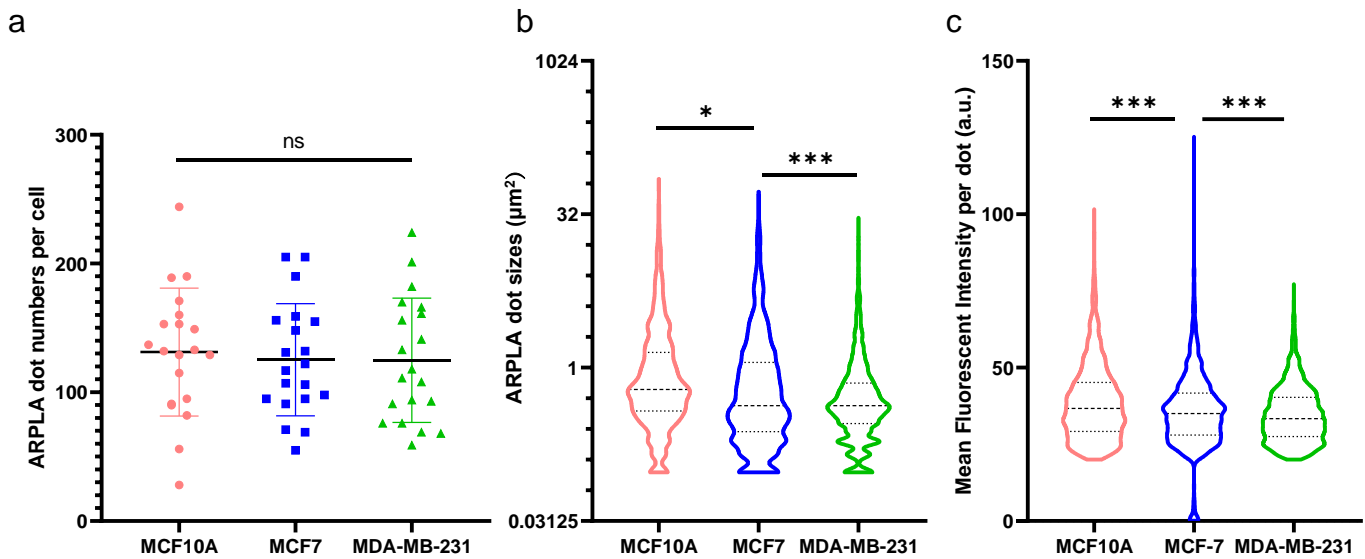 a
ARPLA dot numbers per cell
300
200
100
0
ns
MCF10A
MCF7
MDA-MB-231
b
ARPLA dot sizes (µm²)
1024
32
1
0.03125
*
***
MCF10A
MCF7
MDA-MB-231
c
Mean Fluorescent Intensity per dot (a.u.)
150
100
50
0
***
***
MCF10A
MCF-7
MDA-MB-231